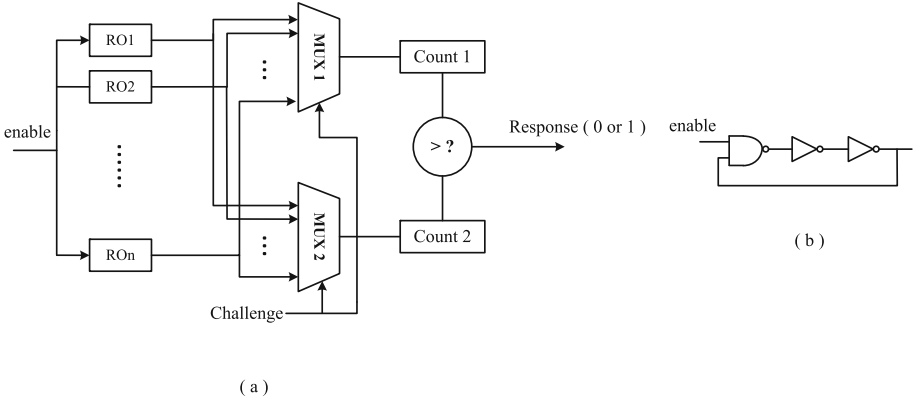 RO1
RO2
enable
ROn
MUX 1
MUX 2
Count 1
> ?
Count 2
Response ( 0 or 1 )
Challenge
( a )
enable
( b )